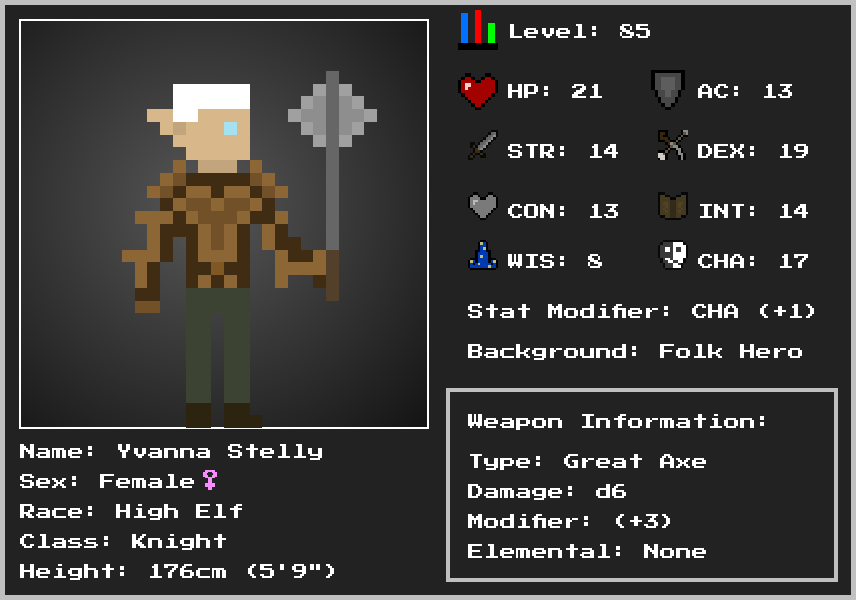 Level: 85
HP: 21
AC: 13
STR: 14
DEX: 19
CON: 13
INT: 14
WIS: 8
CHA: 17
Stat Modifier: CHA (+1)
Background: Folk Hero
Weapon Information:
Type: Great Axe
Damage: d6
Modifier: (+3)
Elemental: None
Name: Yvanna Stelly
Sex: Female♀
Race: High Elf
Class: Knight
Height: 176cm (5'9")